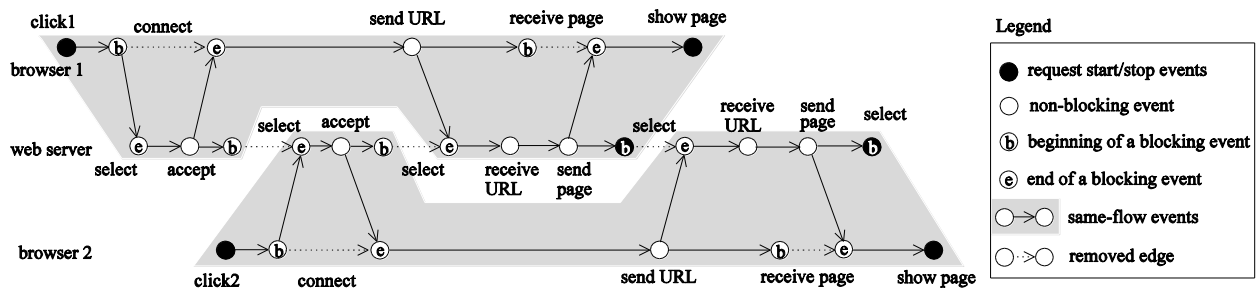 click1
connect
send URL
receive page
show page
b
e
b
e
browser 1
web server
e
b
select
accept
select
e
accept
b
select
e
receive
URL
send
page
b
select
e
receive
URL
send
page
select
b
browser 2
click2
b
connect
e
send URL
b
receive page
e
show page
Legend
request start/stop events
non-blocking event
b
beginning of a blocking event
e
end of a blocking event
same-flow events
removed edge